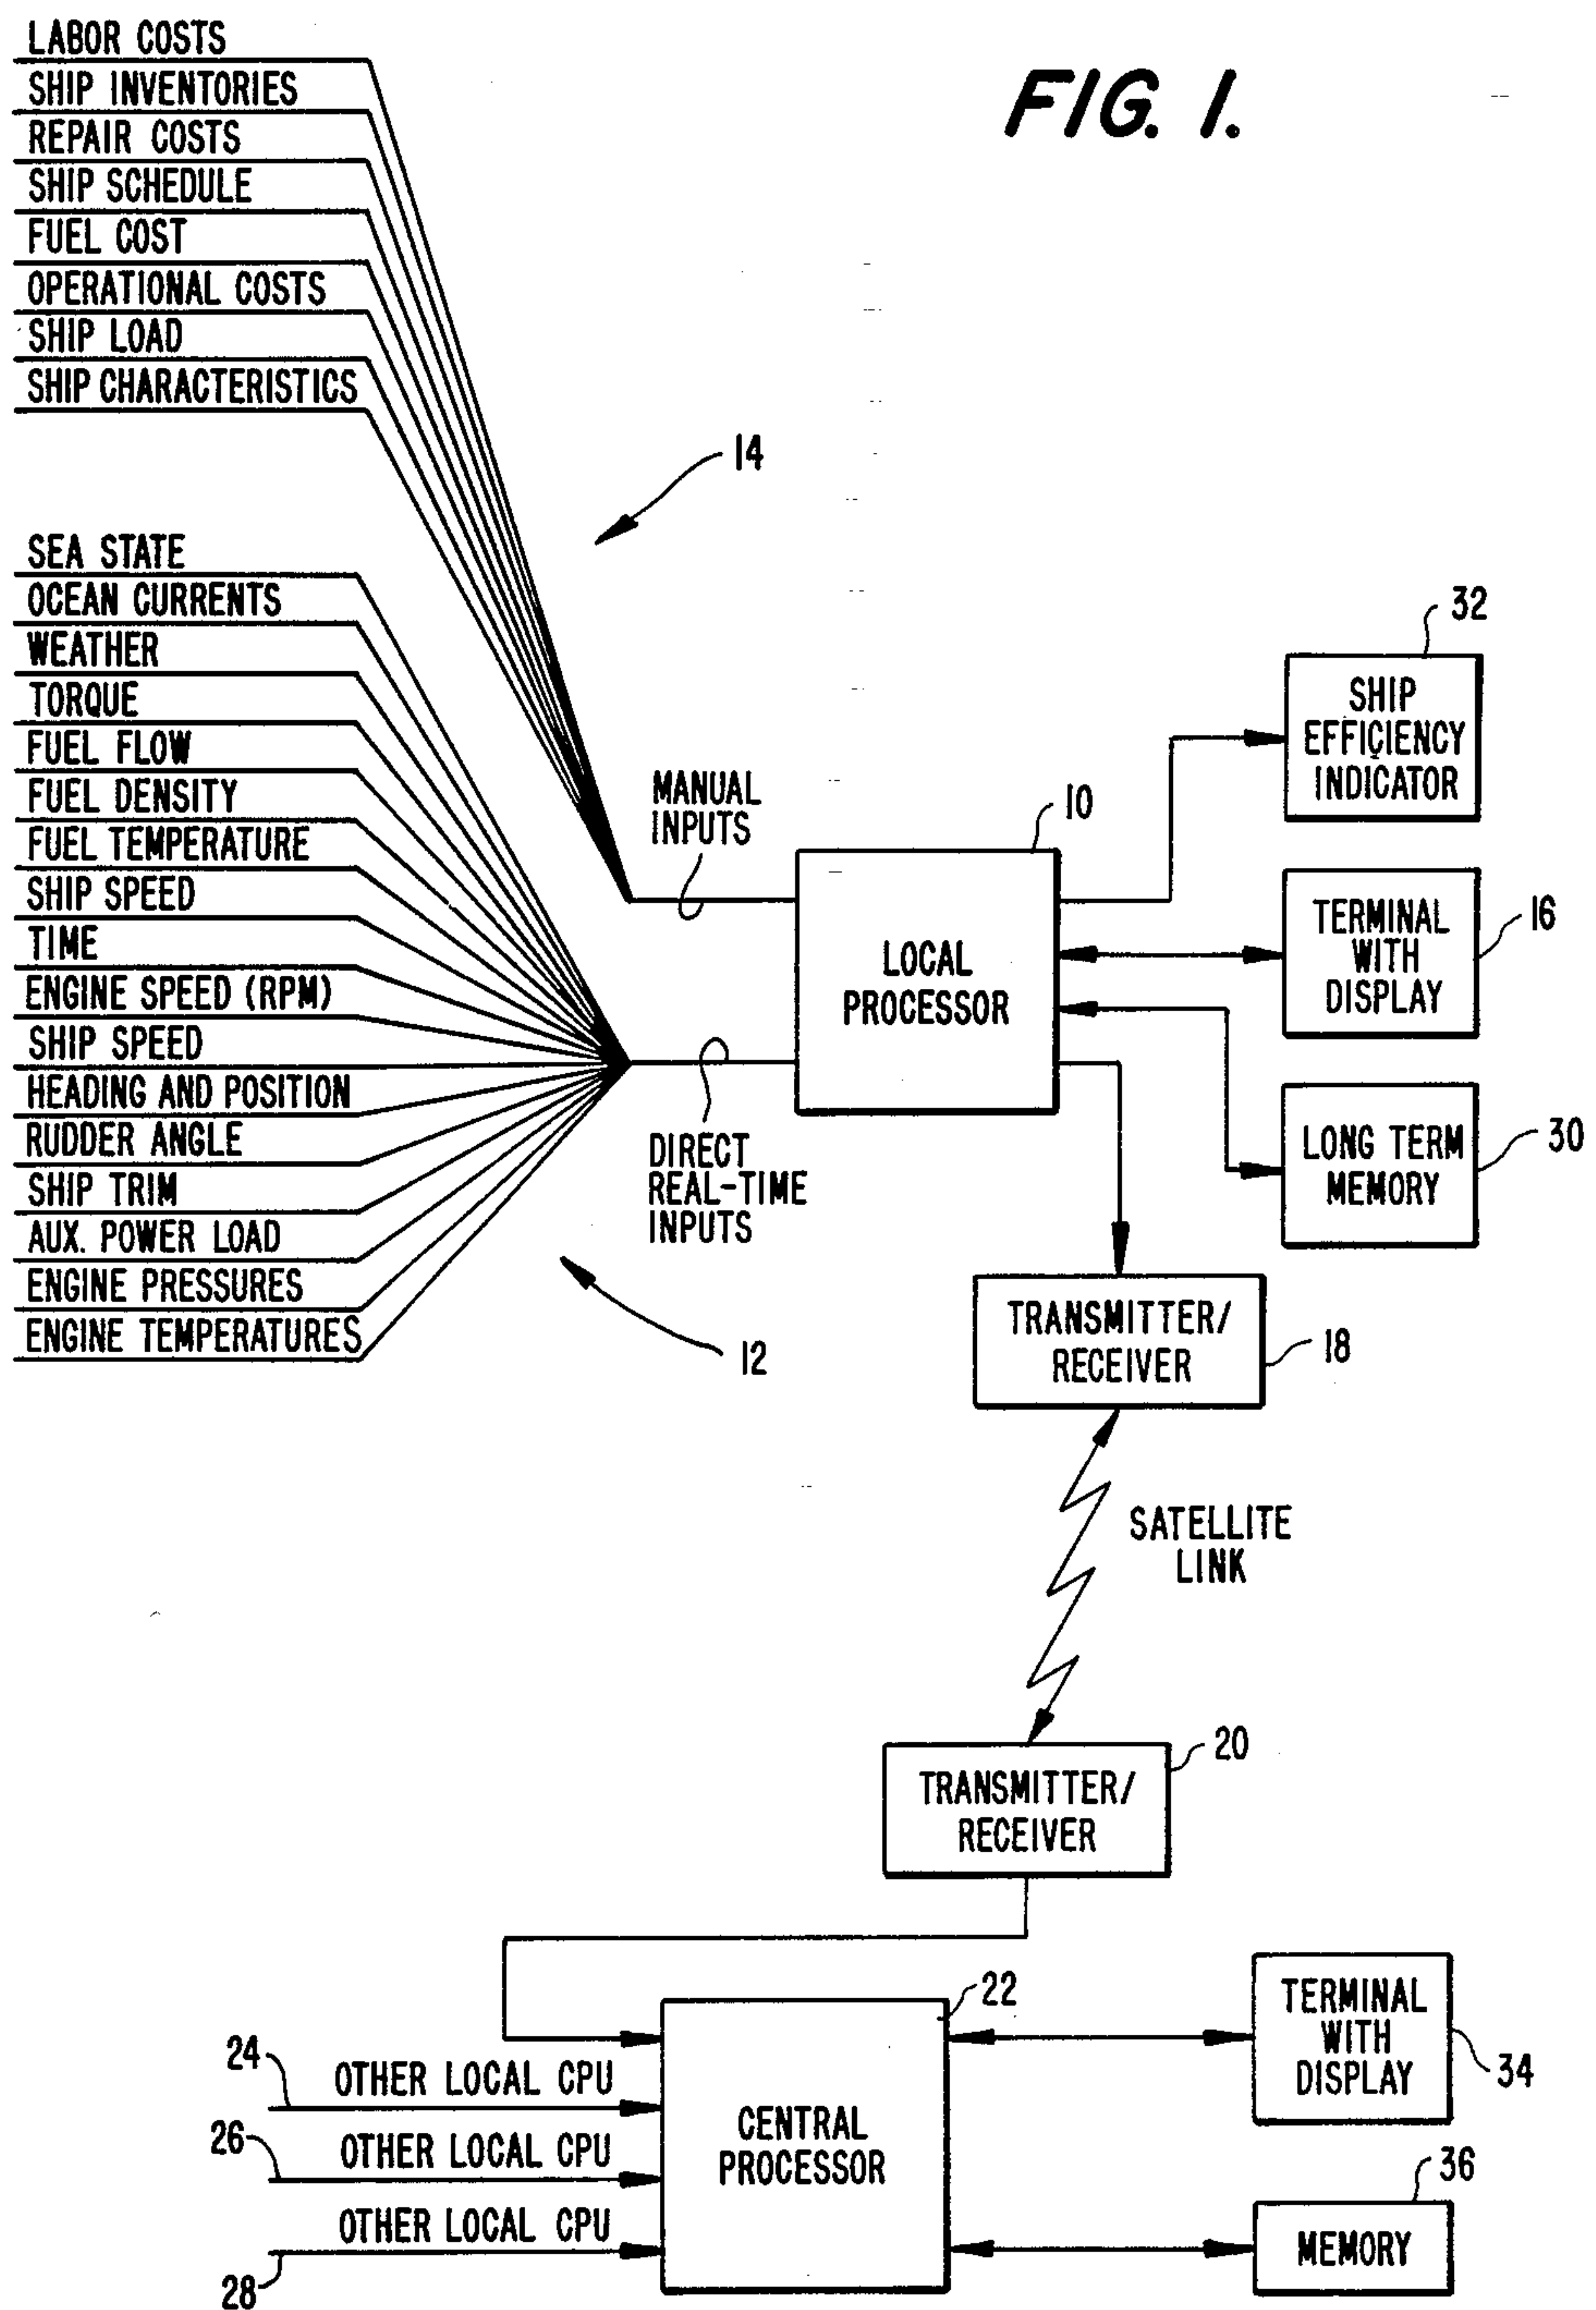 FIG. 1.
LABOR COSTS
SHIP INVENTORIES
REPAIR COSTS
SHIP SCHEDULE
FUEL COST
OPERATIONAL COSTS
SHIP LOAD
SHIP CHARACTERISTICS
14
SEA STATE
OCEAN CURRENTS
WEATHER
TORQUE
FUEL FLOW
FUEL DENSITY
FUEL TEMPERATURE
SHIP SPEED
TIME
ENGINE SPEED (RPM)
SHIP SPEED
HEADING AND POSITION
RUDDER ANGLE
SHIP TRIM
AUX. POWER LOAD
ENGINE PRESSURES
ENGINE TEMPERATURES
12
MANUAL
INPUTS
DIRECT
REAL-TIME
INPUTS
10
LOCAL
PROCESSOR
32
SHIP
EFFICIENCY
INDICATOR
16
TERMINAL
WITH
DISPLAY
30
LONG TERM
MEMORY
TRANSMITTER/
RECEIVER
18
SATELLITE
LINK
20
TRANSMITTER/
RECEIVER
22
CENTRAL
PROCESSOR
24
OTHER LOCAL CPU
26
OTHER LOCAL CPU
28
OTHER LOCAL CPU
TERMINAL
WITH
DISPLAY
34
36
MEMORY